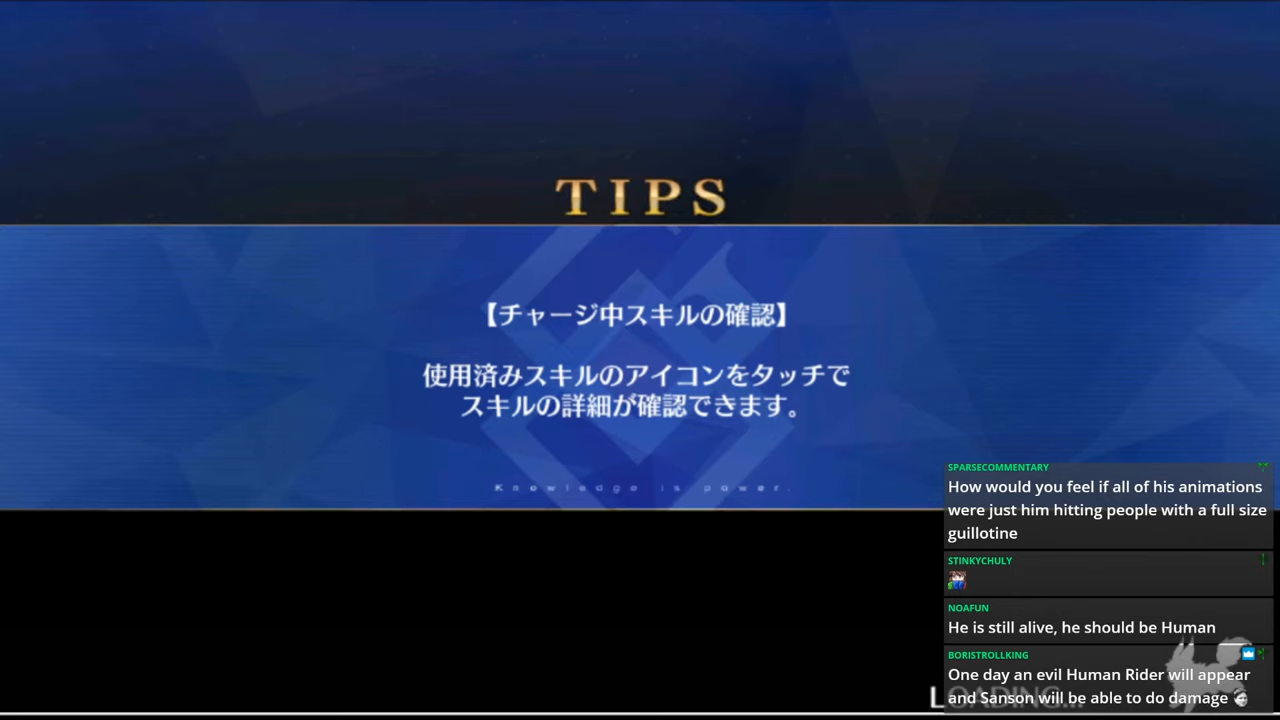 TIPS
【チャージ中スキルの確認】
使用済みスキルのアイコンをタッチで
スキルの詳細が確認できます。
Knowledge is power.
SPARSECOMMENTARY
How would you feel if all of his animations
were just him hitting people with a full size
guillotine
STINKYCHULY
NOAFUN
He is still alive, he should be Human
BORISTROLLKING
One day an evil Human Rider will appear
and Sanson will be able to do damage
LOADING...